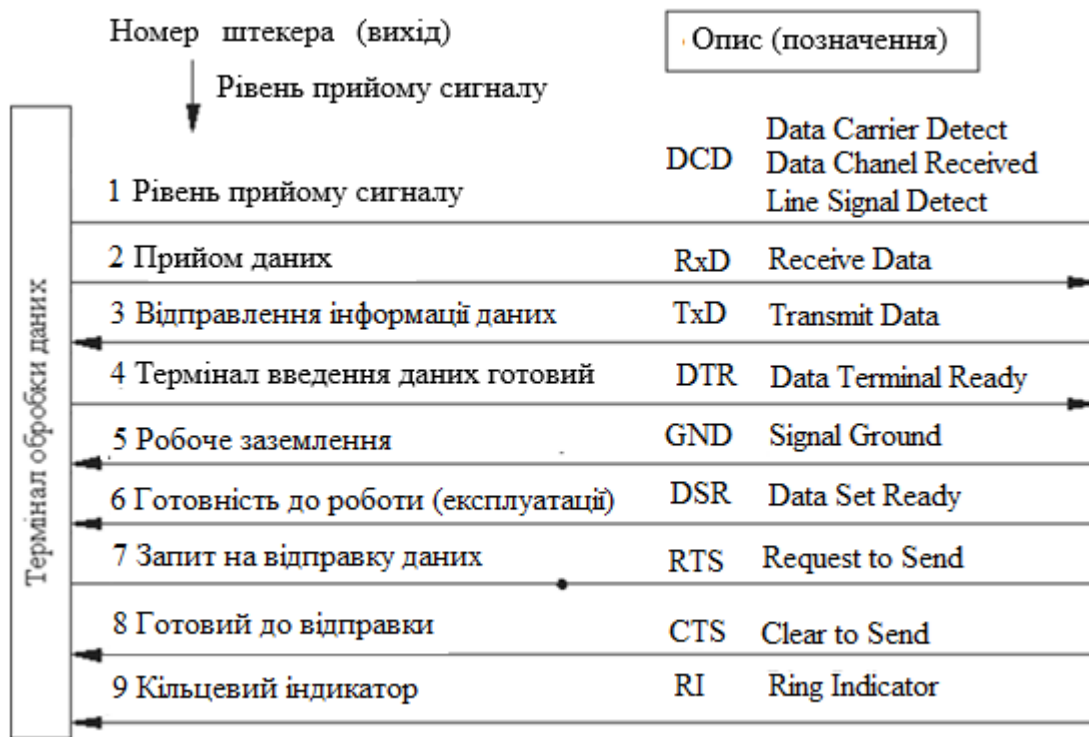 Номер штекера (вихід)
Опис (позначення)
Рівень прийому сигналу
Термінал обробки даних
1 Рівень прийому сигналу
DCD
Data Carrier Detect
Data Chanel Received
Line Signal Detect
2 Прийом даних RxD Receive Data
3 Відправлення інформації даних TxD Transmit Data
4 Термінал введення даних готовий DTR Data Terminal Ready
5 Робоче заземлення GND Signal Ground
6 Готовність до роботи (експлуатації) DSR Data Set Ready
7 Запит на відправку даних RTS Request to Send
8 Готовий до відправки CTS Clear to Send
9 Кільцевий індикатор RI Ring Indicator